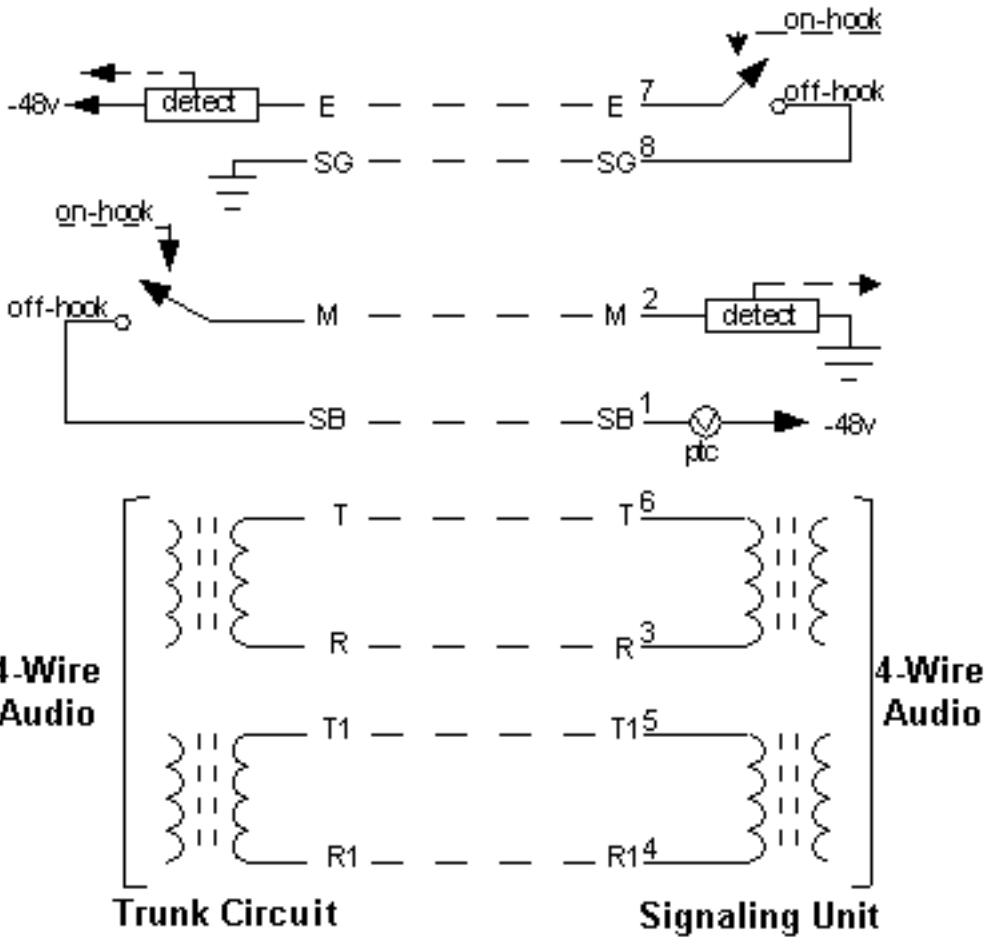 on-hook
-48v detect E E 7 off-hook
SG SG 8
on-hook
off-hook M M 2 detect
SB SB 1 -48v
ptc
T T 6
R R 3
4-Wire Audio
4-Wire Audio
T1 T1 5
R1 R1 4
Trunk Circuit Signaling Unit